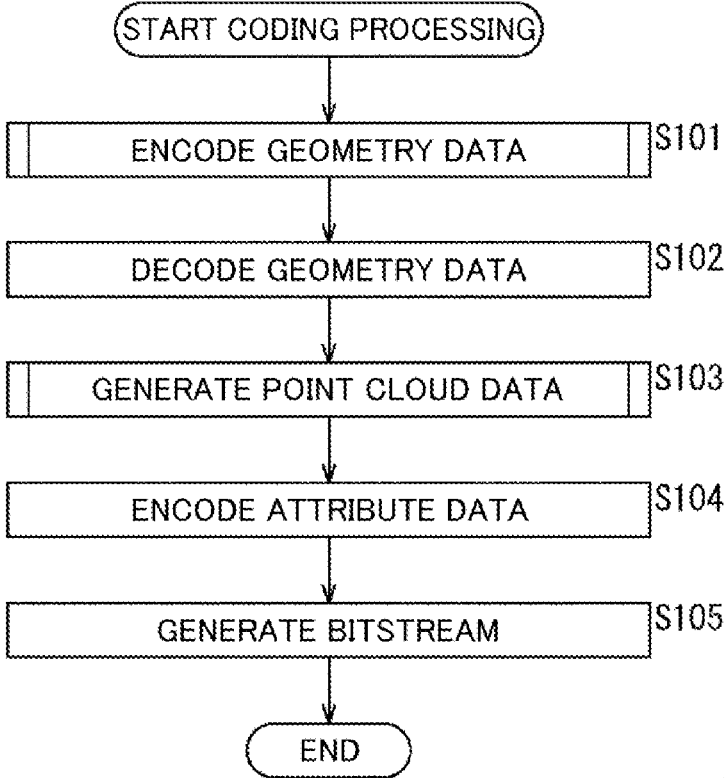 START CODING PROCESSING
ENCODE GEOMETRY DATA
S101
DECODE GEOMETRY DATA
S102
GENERATE POINT CLOUD DATA
S103
ENCODE ATTRIBUTE DATA
S104
GENERATE BITSTREAM
S105
END